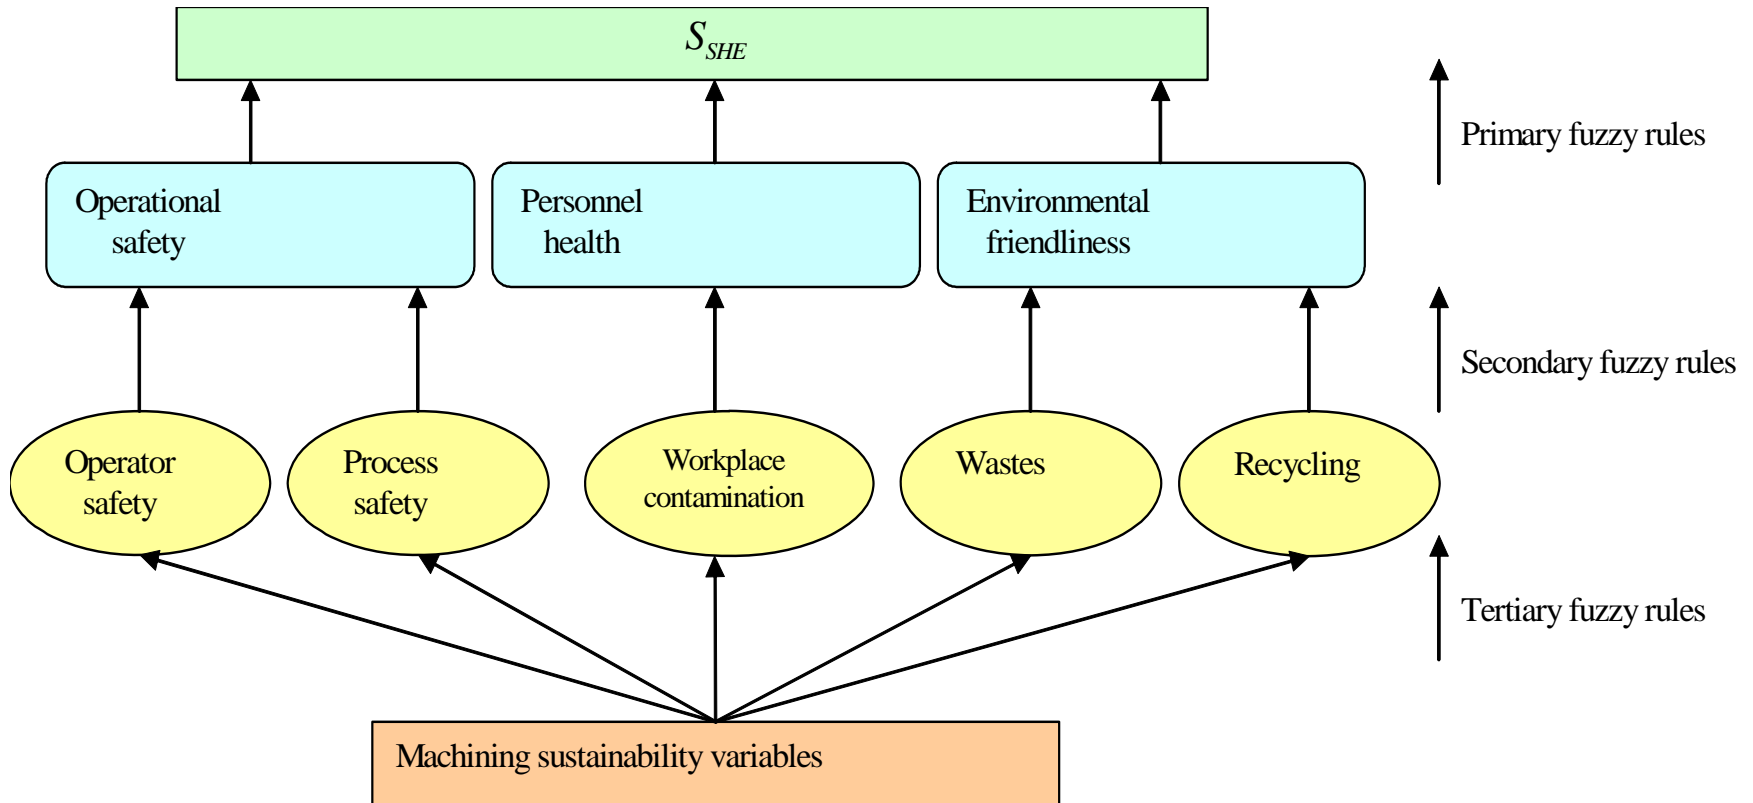 S_SHE
Primary fuzzy rules
Operational
safety
Personnel
health
Environmental
friendliness
Secondary fuzzy rules
Operator
safety
Process
safety
Workplace
contamination
Wastes
Recycling
Tertiary fuzzy rules
Machining sustainability variables